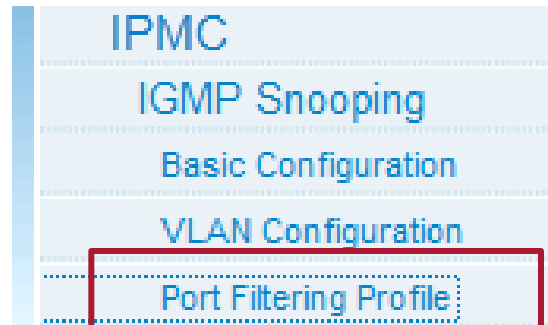 IPMC
IGMP Snooping
Basic Configuration
VLAN Configuration
Port Filtering Profile